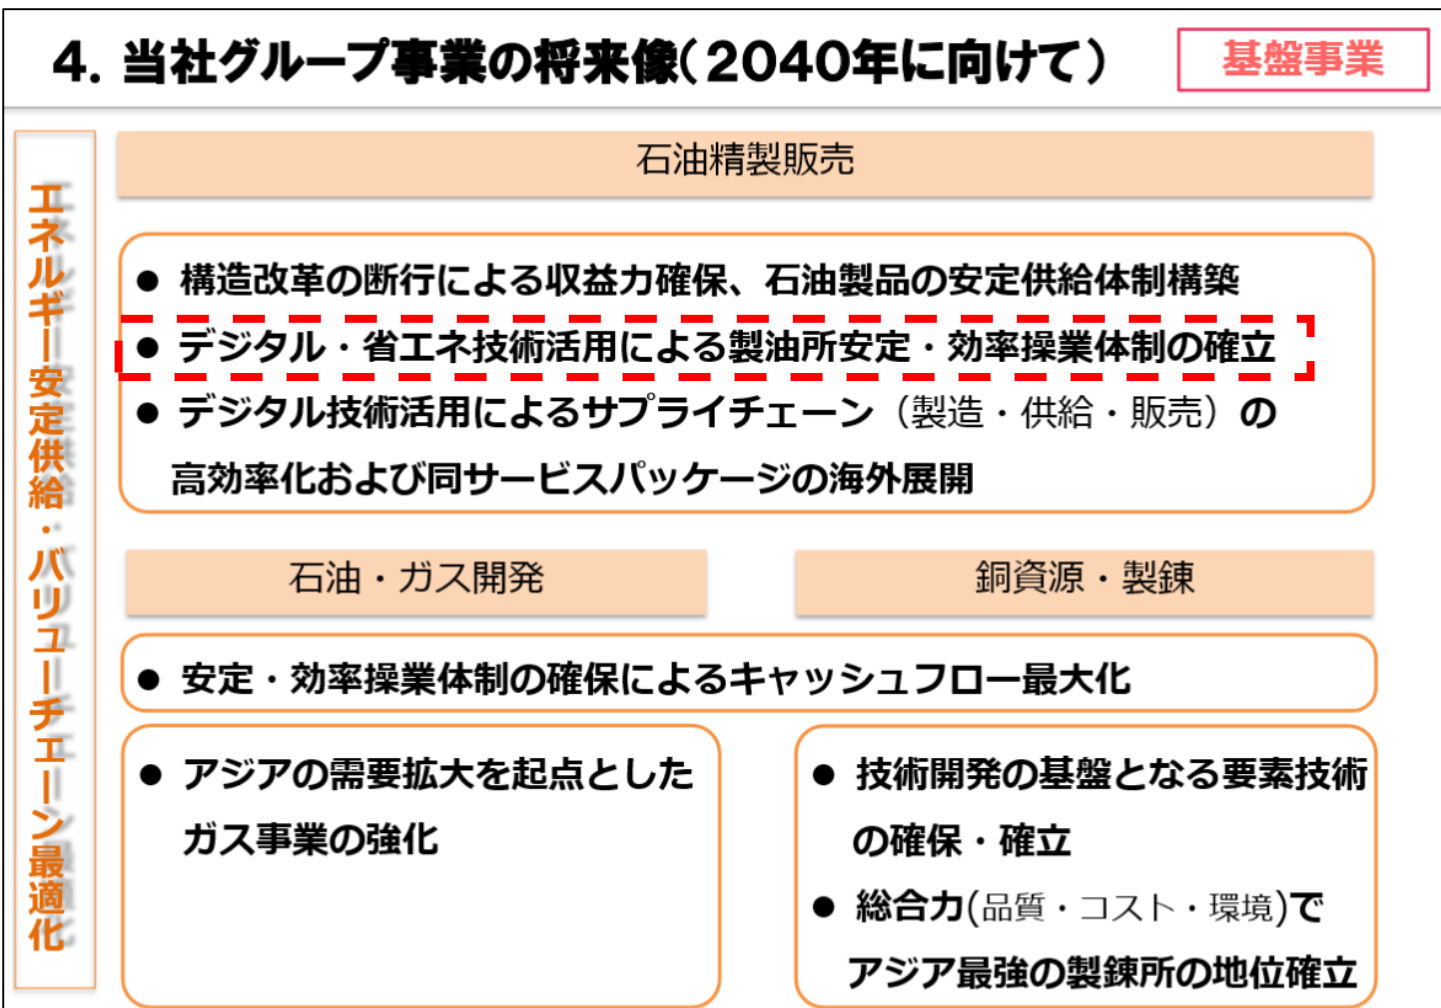 4. 当社グループ事業の将来像(2040年に向けて)
基盤事業
エネルギー安定供給・バリューチェーン最適化
石油精製販売
● 構造改革の断行による収益力確保、石油製品の安定供給体制構築
● デジタル・省エネ技術活用による製油所安定・効率操業体制の確立
● デジタル技術活用によるサプライチェーン（製造・供給・販売）の
高効率化および同サービスパッケージの海外展開
石油・ガス開発
銅資源・製錬
● 安定・効率操業体制の確保によるキャッシュフロー最大化
● アジアの需要拡大を起点とした
ガス事業の強化
● 技術開発の基盤となる要素技術
の確保・確立
● 総合力(品質・コスト・環境)で
アジア最強の製錬所の地位確立